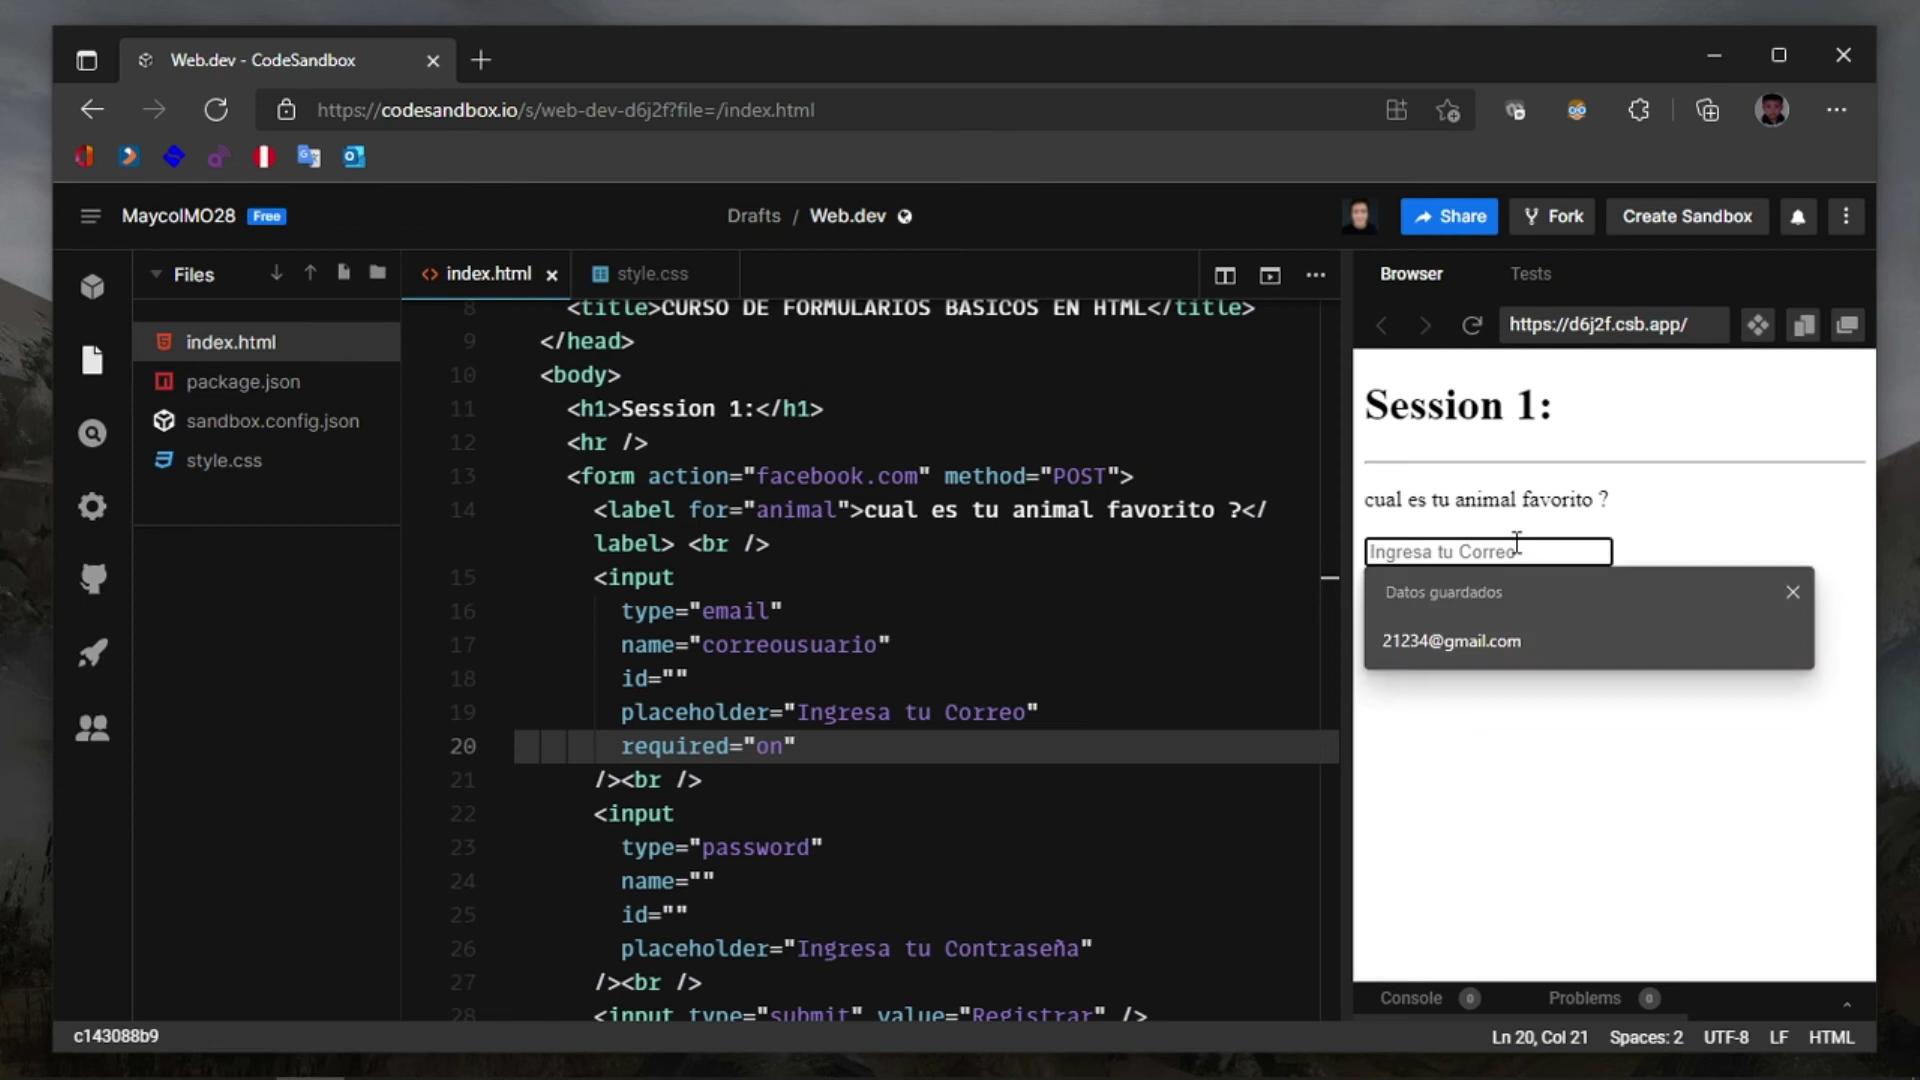 Web.dev - CodeSandbox
https://codesandbox.io/s/web-dev-d6j2f?file=/index.html
MaycolMO28 Free
Drafts / Web.dev
Share
Fork
Create Sandbox
Files
index.html
package.json
sandbox.config.json
style.css
index.html
style.css
8 <title>CURSO DE FORMULARIOS BASICOS EN HTML</title>
9 </head>
10 <body>
11 <h1>Session 1:</h1>
12 <hr />
13 <form action="facebook.com" method="POST">
14 <label for="animal">cual es tu animal favorito ?</
label> <br />
15 <input
16 type="email"
17 name="correousuario"
18 id=""
19 placeholder="Ingresa tu Correo"
20 required="on"
21 /><br />
22 <input
23 type="password"
24 name=""
25 id=""
26 placeholder="Ingresa tu Contraseña"
27 /><br />
28 <input type="submit" value="Registrar" />
Browser
Tests
https://d6j2f.csb.app/
Session 1:
cual es tu animal favorito ?
Ingresa tu Correo
Datos guardados
21234@gmail.com
Console 0
Problems 0
c143088b9
Ln 20, Col 21
Spaces: 2
UTF-8
LF
HTML